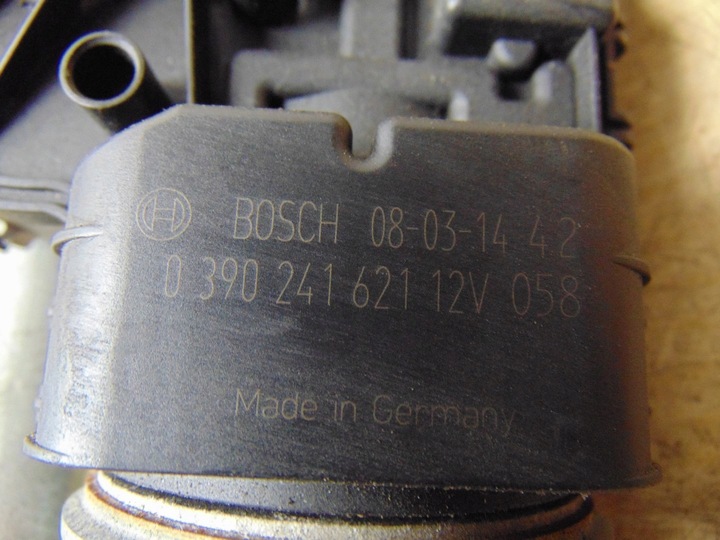 BOSCH 08-03-14 4 2
0 390 241 621 12V 058
Made in Germany